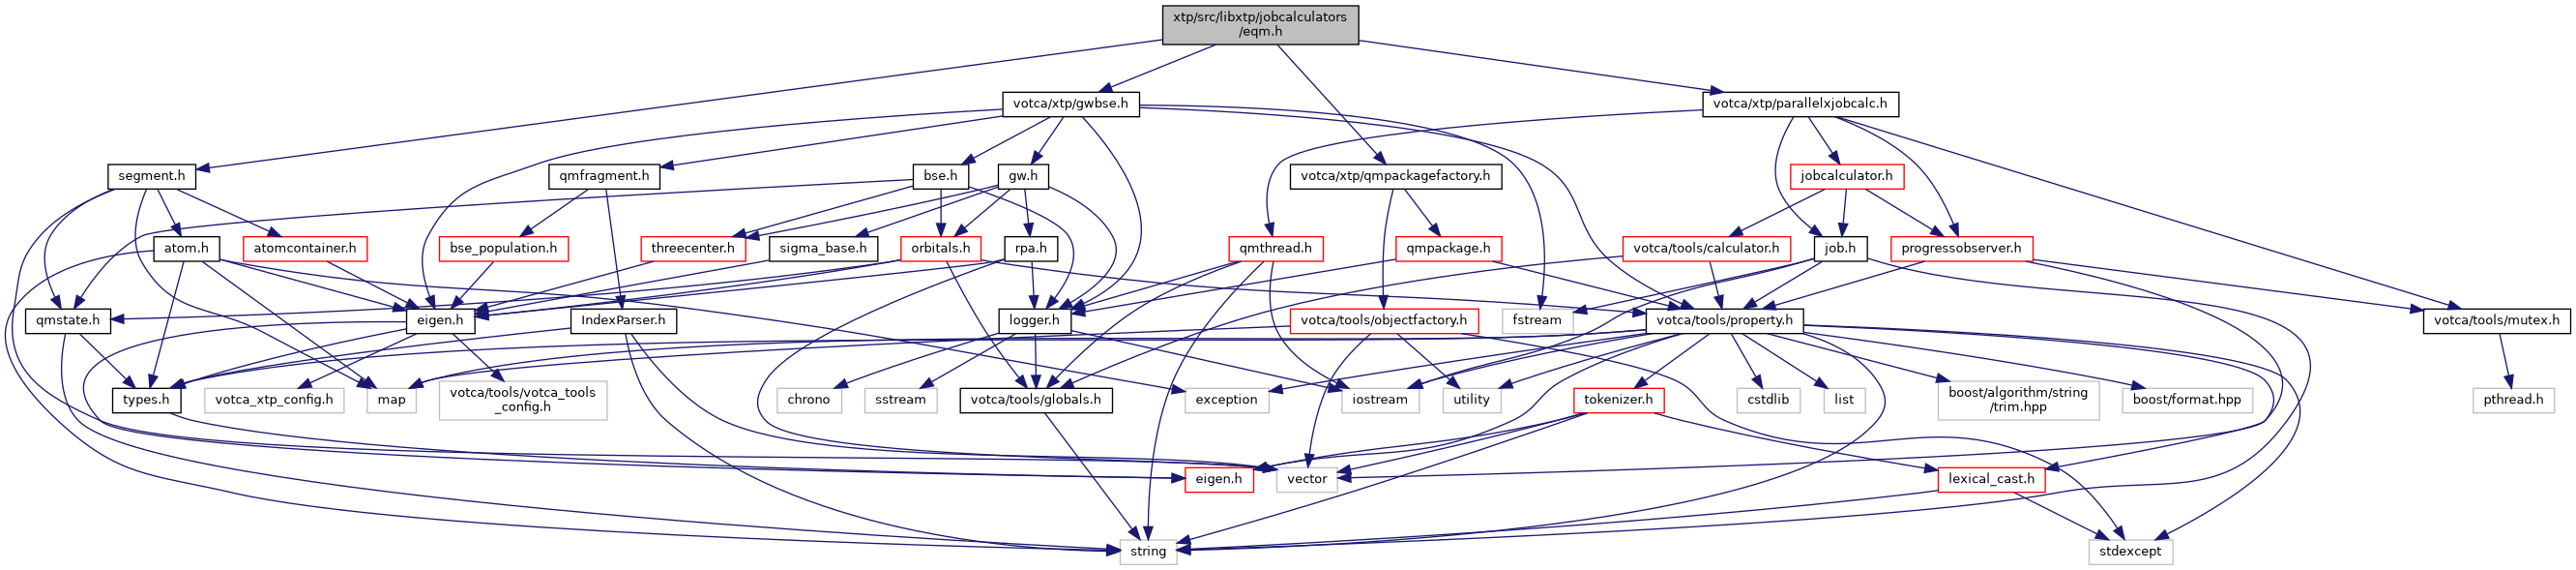 xtp/src/libxtp/jobcalculators
/eqm.h
votca/xtp/gwbse.h
votca/xtp/parallelxjobcalc.h
segment.h
qmfragment.h
bse.h
gw.h
votca/xtp/qmpackagefactory.h
jobcalculator.h
atom.h
atomcontainer.h
bse_population.h
threecenter.h
sigma_base.h
orbitals.h
rpa.h
qmthread.h
qmpackage.h
votca/tools/calculator.h
job.h
progressobserver.h
qmstate.h
eigen.h
IndexParser.h
logger.h
votca/tools/objectfactory.h
fstream
votca/tools/property.h
votca/tools/mutex.h
types.h
votca_xtp_config.h
map
votca/tools/votca_tools
_config.h
chrono
sstream
votca/tools/globals.h
exception
iostream
utility
tokenizer.h
cstdlib
list
boost/algorithm/string
/trim.hpp
boost/format.hpp
pthread.h
eigen.h
vector
lexical_cast.h
string
stdexcept